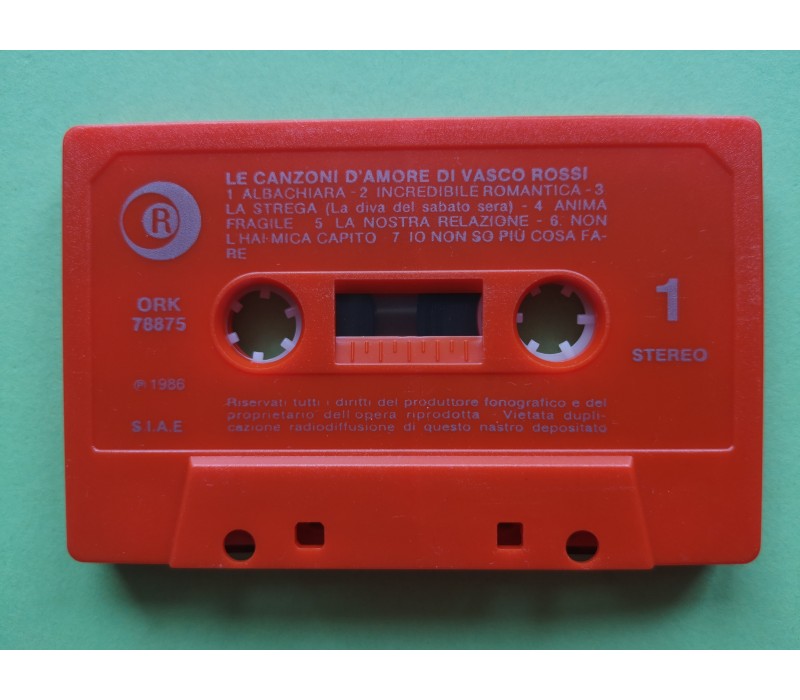 LE CANZONI D'AMORE DI VASCO ROSSI
1 ALBACHIARA - 2 INCREDIBILE ROMANTICA - 3
LA STREGA (La diva del sabato sera) - 4 ANIMA
FRAGILE 5 LA NOSTRA RELAZIONE - 6. NON
L'HAI MICA CAPITO 7 IO NON SO PIÙ COSA FA-
RE
R
ORK
78875
1
STEREO
℗ 1986
S.I.A.E
Riservati tutti i diritti del produttore fonografico e del
proprietario dell'opera riprodotta - Vietata dupli-
cazione radiodiffusione di questo nastro depositato